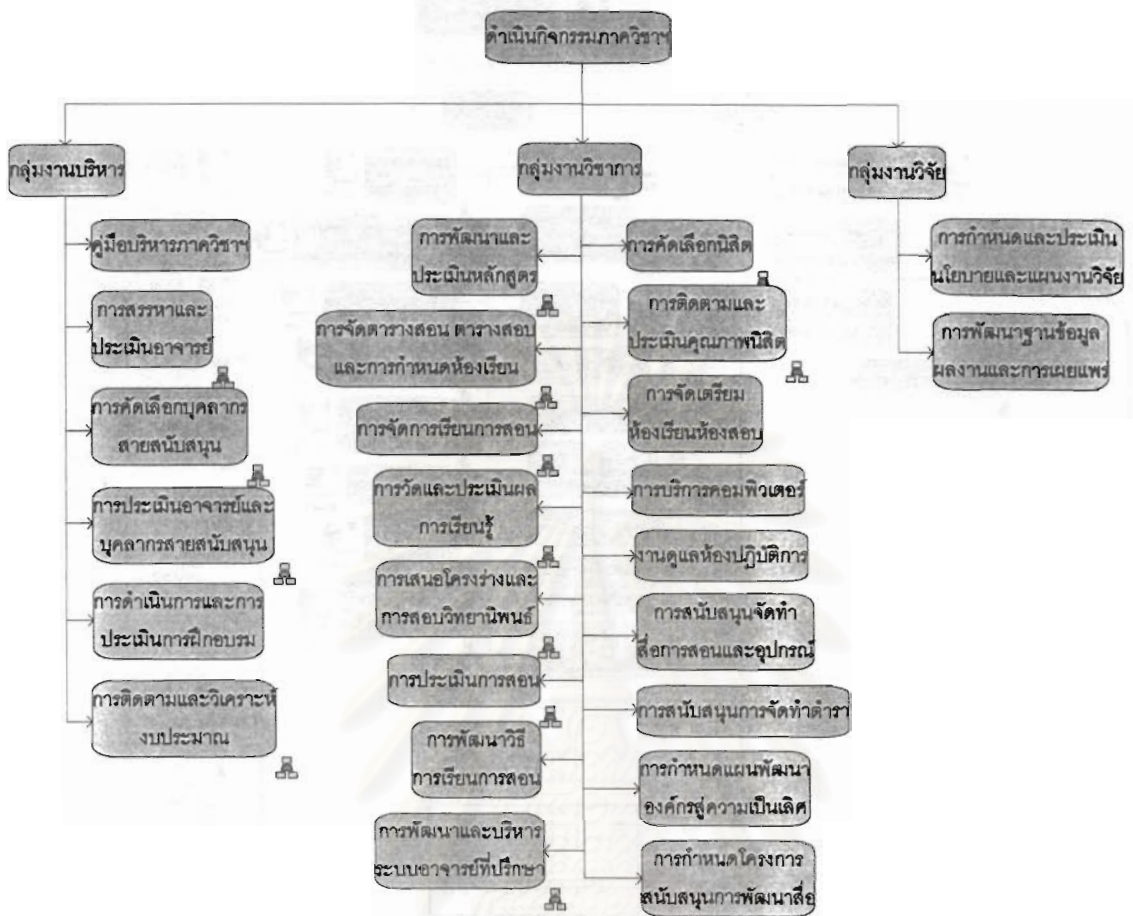 ดำเนินกิจกรรมภาควิชาฯ
กลุ่มงานบริหาร
กลุ่มงานวิชาการ
กลุ่มงานวิจัย
คู่มือบริหารภาควิชาฯ
การสรรหาและ
ประเมินอาจารย์
การคัดเลือกบุคลากร
สายสนับสนุน
การประเมินอาจารย์และ
บุคลากรสายสนับสนุน
การดำเนินการและการ
ประเมินการฝึกอบรม
การติดตามและวิเคราะห์
งบประมาณ
การพัฒนาและ
ประเมินหลักสูตร
การจัดตารางสอน ตารางสอบ
และการกำหนดห้องเรียน
การจัดการเรียนการสอน
การวัดและประเมินผล
การเรียนรู้
การเสนอโครงร่างและ
การสอบวิทยานิพนธ์
การประเมินการสอน
การพัฒนาวิธี
การเรียนการสอน
การพัฒนาและบริหาร
ระบบอาจารย์ที่ปรึกษา
การคัดเลือกนิสิต
การติดตามและ
ประเมินคุณภาพนิสิต
การจัดเตรียม
ห้องเรียนห้องสอบ
การบริการคอมพิวเตอร์
งานดูแลห้องปฏิบัติการ
การสนับสนุนจัดทำ
สื่อการสอนและอุปกรณ์
การสนับสนุนการจัดทำตำรา
การกำหนดแผนพัฒนา
องค์กรสู่ความเป็นเลิศ
การกำหนดโครงการ
สนับสนุนการพัฒนาสื่อ
การกำหนดและประเมิน
นโยบายและแผนงานวิจัย
การพัฒนาฐานข้อมูล
ผลงานและการเผยแพร่